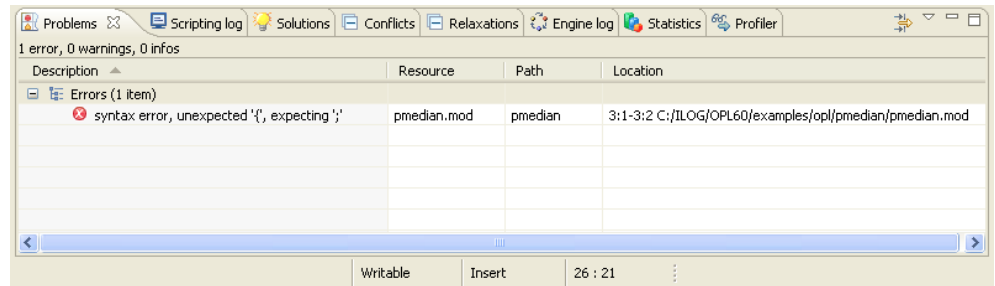 Problems Scripting log Solutions Conflicts Relaxations Engine log Statistics Profiler
1 error, 0 warnings, 0 infos
Description Resource Path Location
Errors (1 item)
syntax error, unexpected '{', expecting ';' pmedian.mod pmedian 3:1-3:2 C:/ILOG/OPL60/examples/opl/pmedian/pmedian.mod
Writable Insert 26 : 21